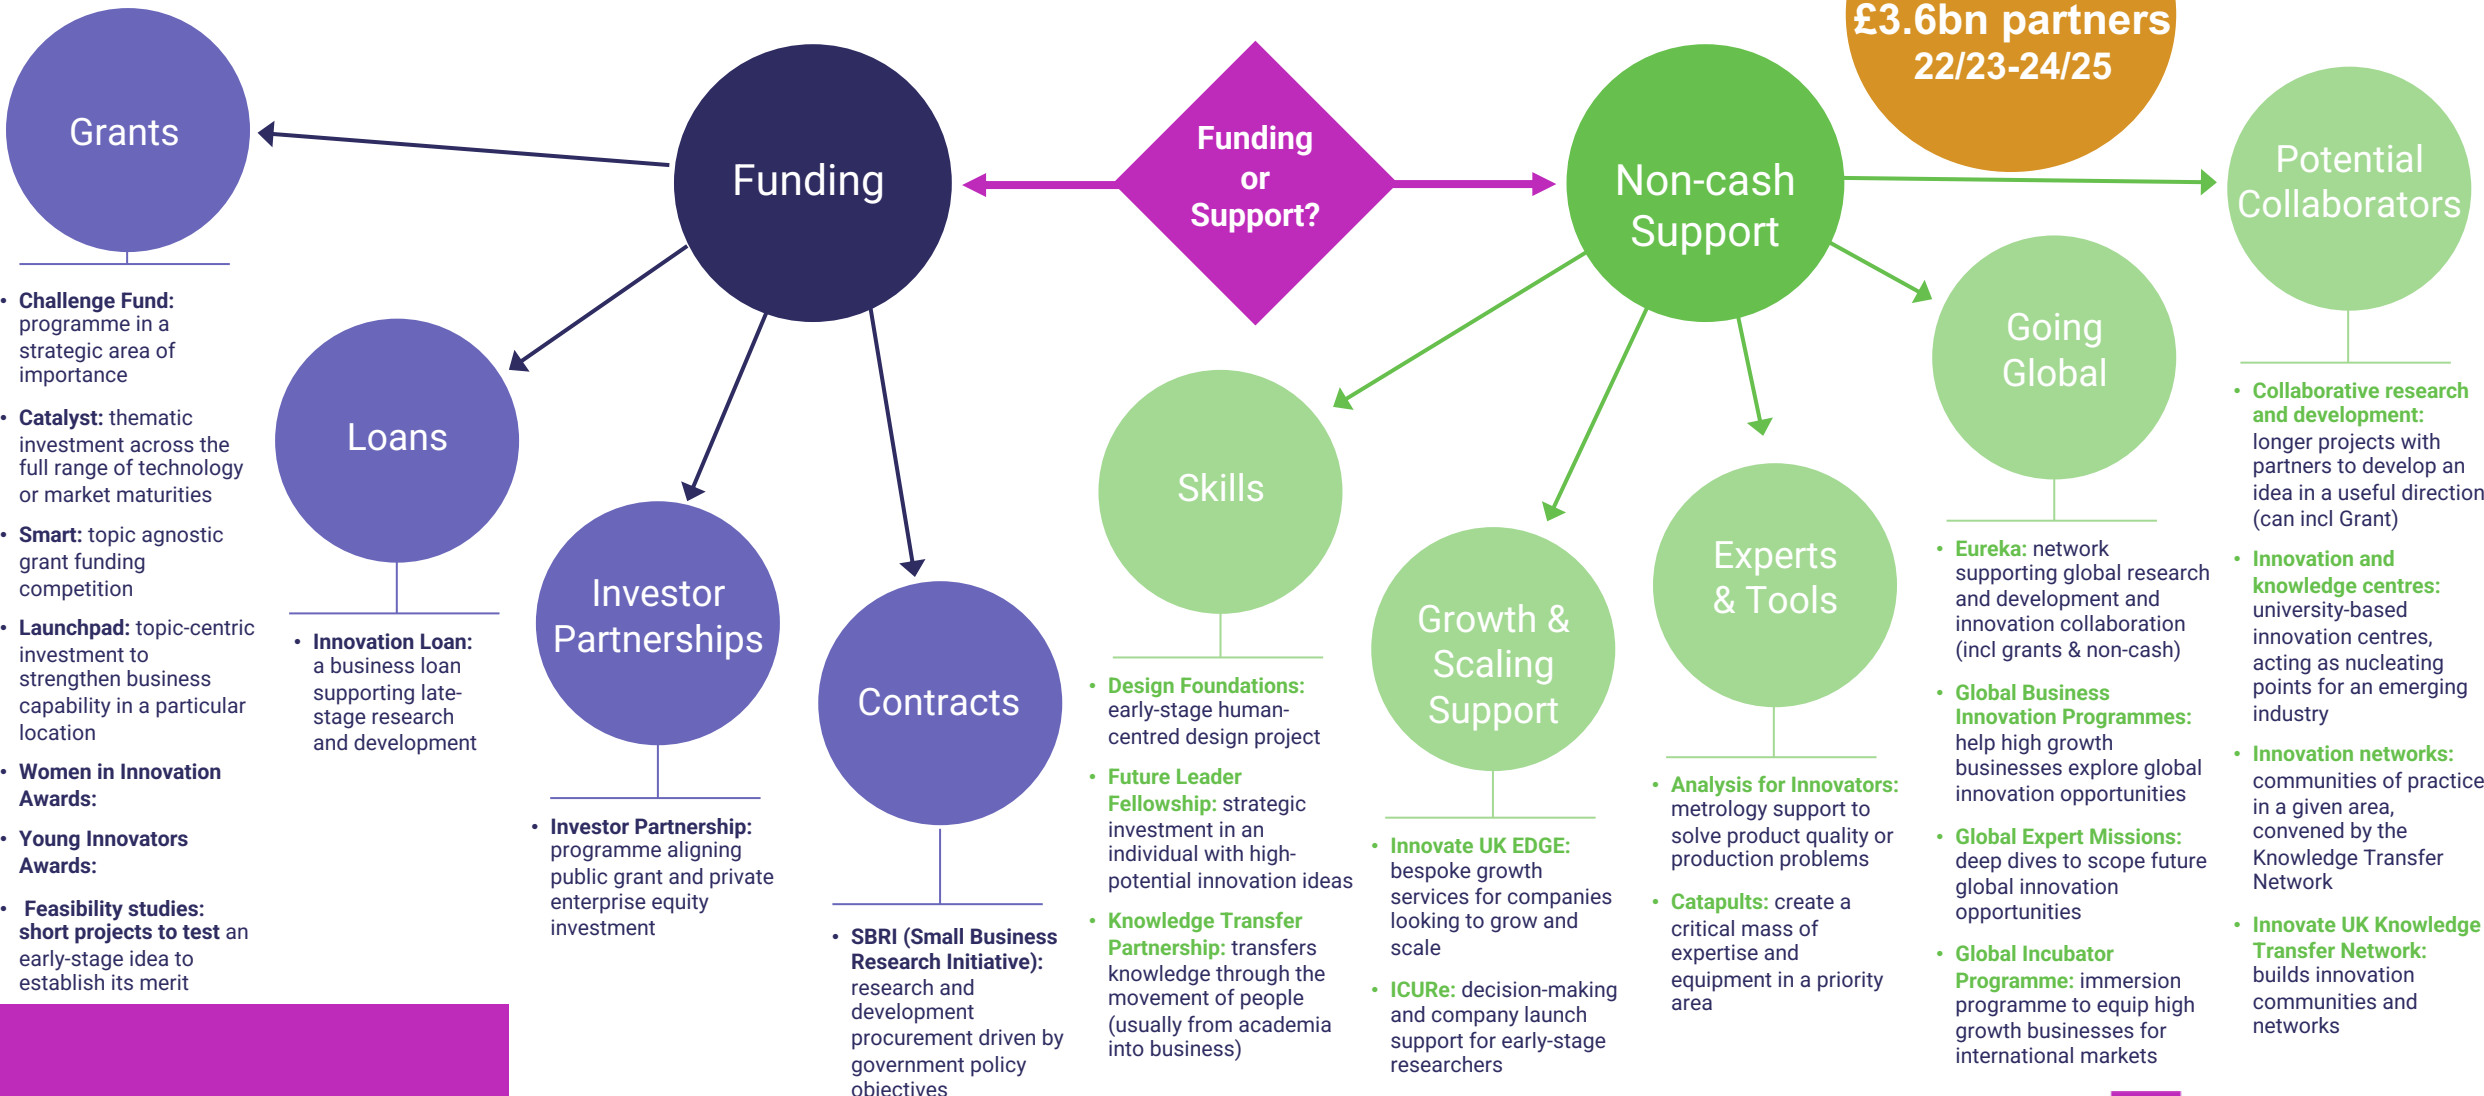 £3.6bn partners
22/23-24/25
Grants
Funding
Funding
or
Support?
Non-cash
Support
Potential
Collaborators
• Challenge Fund:
programme in a
strategic area of
importance
• Catalyst: thematic
investment across the
full range of technology
or market maturities
• Smart: topic agnostic
grant funding
competition
• Launchpad: topic-centric
investment to
strengthen business
capability in a particular
location
• Women in Innovation
Awards:
• Young Innovators
Awards:
• Feasibility studies:
short projects to test an
early-stage idea to
establish its merit
Loans
• Innovation Loan:
a business loan
supporting late-
stage research
and development
Investor
Partnerships
• Investor Partnership:
programme aligning
public grant and private
enterprise equity
investment
Contracts
• SBRI (Small Business
Research Initiative):
research and
development
procurement driven by
government policy
objectives
Skills
• Design Foundations:
early-stage human-
centred design project
• Future Leader
Fellowship: strategic
investment in an
individual with high-
potential innovation ideas
• Knowledge Transfer
Partnership: transfers
knowledge through the
movement of people
(usually from academia
into business)
Growth &
Scaling
Support
• Innovate UK EDGE:
bespoke growth
services for companies
looking to grow and
scale
• ICURe: decision-making
and company launch
support for early-stage
researchers
Experts
& Tools
• Analysis for Innovators:
metrology support to
solve product quality or
production problems
• Catapults: create a
critical mass of
expertise and
equipment in a priority
area
Going
Global
• Eureka: network
supporting global research
and development and
innovation collaboration
(incl grants & non-cash)
• Global Business
Innovation Programmes:
help high growth
businesses explore global
innovation opportunities
• Global Expert Missions:
deep dives to scope future
global innovation
opportunities
• Global Incubator
Programme: immersion
programme to equip high
growth businesses for
international markets
• Collaborative research
and development:
longer projects with
partners to develop an
idea in a useful direction
(can incl Grant)
• Innovation and
knowledge centres:
university-based
innovation centres,
acting as nucleating
points for an emerging
industry
• Innovation networks:
communities of practice
in a given area,
convened by the
Knowledge Transfer
Network
• Innovate UK Knowledge
Transfer Network:
builds innovation
communities and
networks